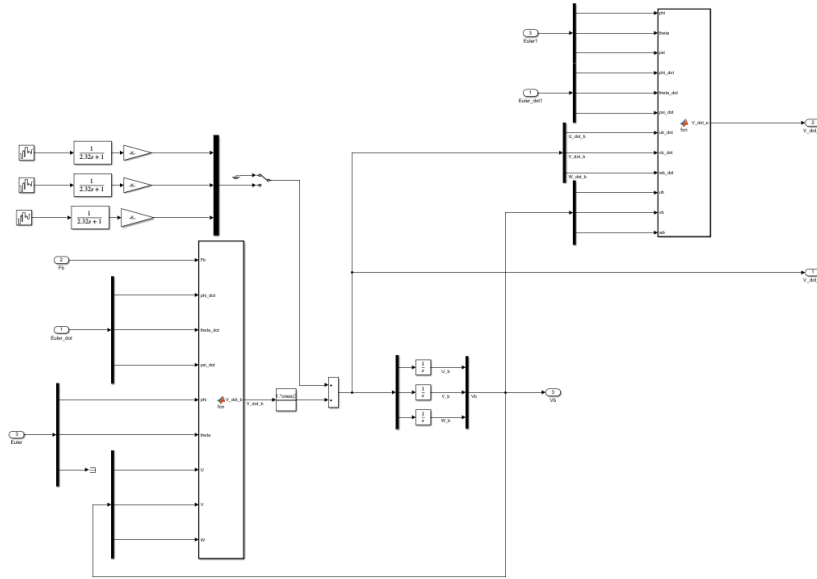 3
Euler1
1
Euler_dot1
phi
theta
psi
phi_dot
theta_dot
psi_dot
ub_dot
vb_dot
wb_dot
ub
vb
wb
fcn
V_dot_e
2
V_dot_
V_dot_b
W_dot_b
1
2.32s + 1
-K-
1
2.32s + 1
-K-
1
2.32s + 1
-K-
2
Fb
1
Euler_dot
3
Euler
Fb
phi_dot
theta_dot
psi_dot
phi
theta
U
V
W
fcn
V_dot_b
V_dot_b
+
+
1
s
U_b
1
s
V_b
1
s
W_b
Vb
3
Vb
1
V_dot_